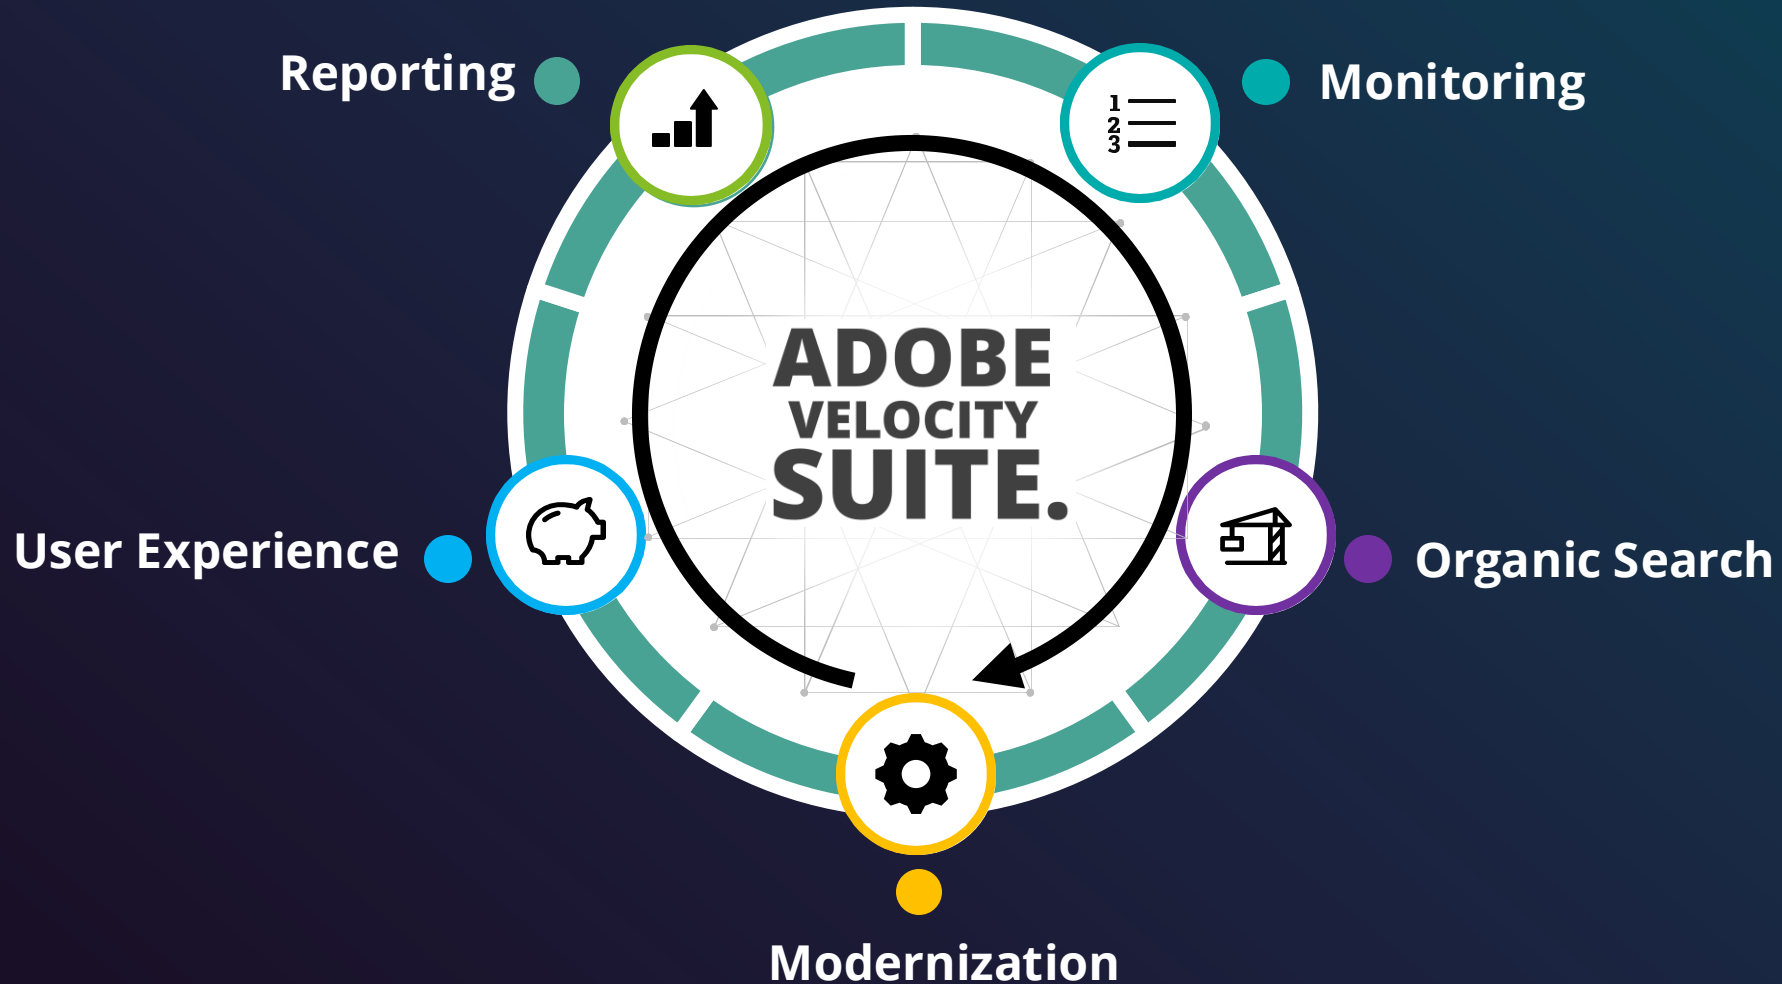 Reporting
Monitoring
1
2
3
ADOBE
VELOCITY
SUITE.
User Experience
Organic Search
Modernization